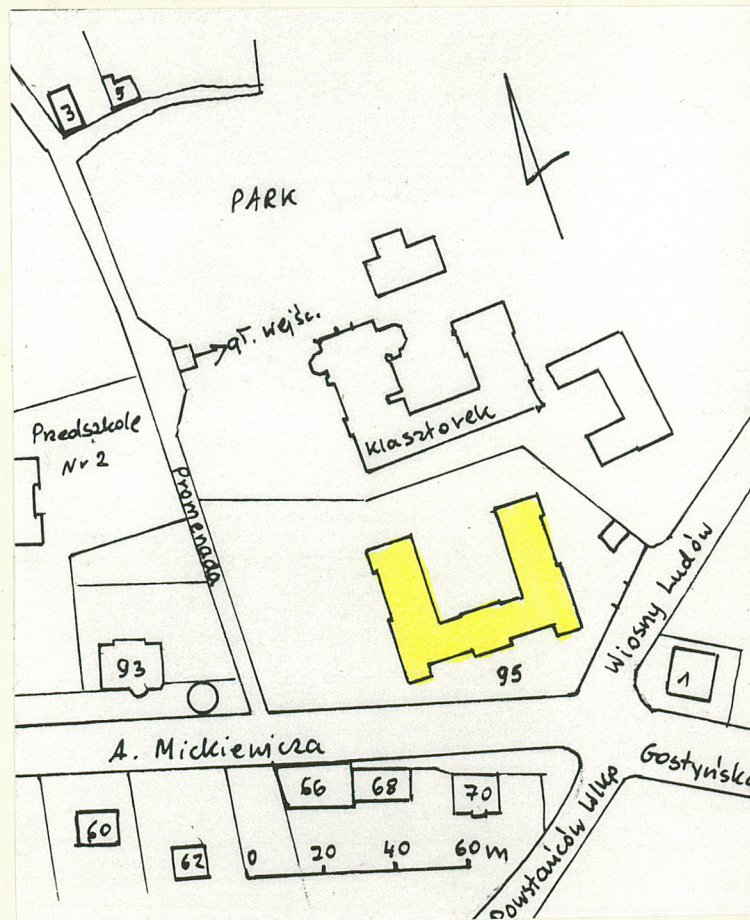 3
5
PARK
gł. wejśc.
Klasztorek
Przedszkole
Nr 2
Promenada
Wiosny Ludów
93
95
1
A. Mickiewicza
Gostyńska
66
68
70
60
62
0 20 40 60 m
Powstańców Wlkp